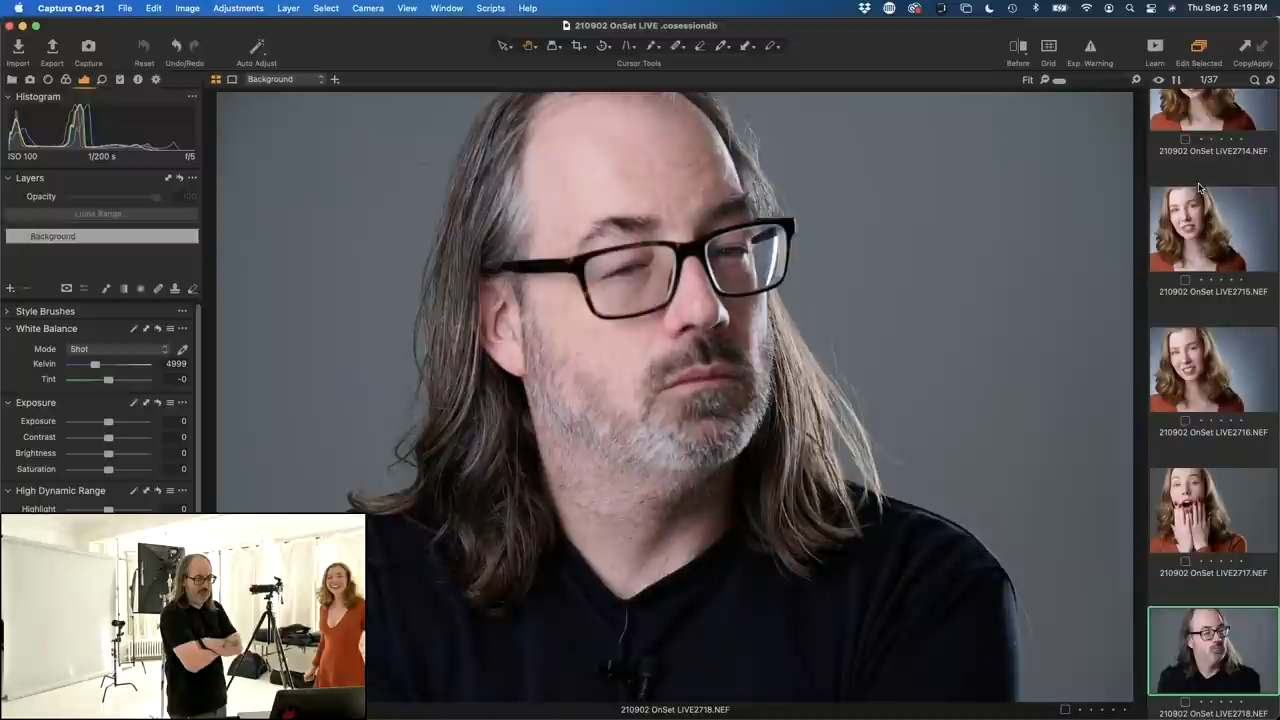 Capture One 21 File Edit View Image Adjustments Layer Select Camera Window Scripts Help Thu Sep 2 5:19 PM
210902 OnSet LIVE .cosessiondb
Import Export Capture Reset Undo/Redo Auto Adjust Cursor Tools Before Grid Exp. Warning Learn Edit Selected Copy/Apply
Background Fit 1/37
Histogram
ISO 100 1/200 s f/5
Layers
Opacity 100
Luma Range...
Background
Style Brushes
White Balance
Mode Shot
Kelvin 4999
Tint -0
Exposure
Exposure 0
Contrast 0
Brightness 0
Saturation 0
High Dynamic Range
Highlight 0
210902 OnSet LIVE2714.NEF
210902 OnSet LIVE2715.NEF
210902 OnSet LIVE2716.NEF
210902 OnSet LIVE2717.NEF
210902 OnSet LIVE2718.NEF
210902 OnSet LIVE2718.NEF